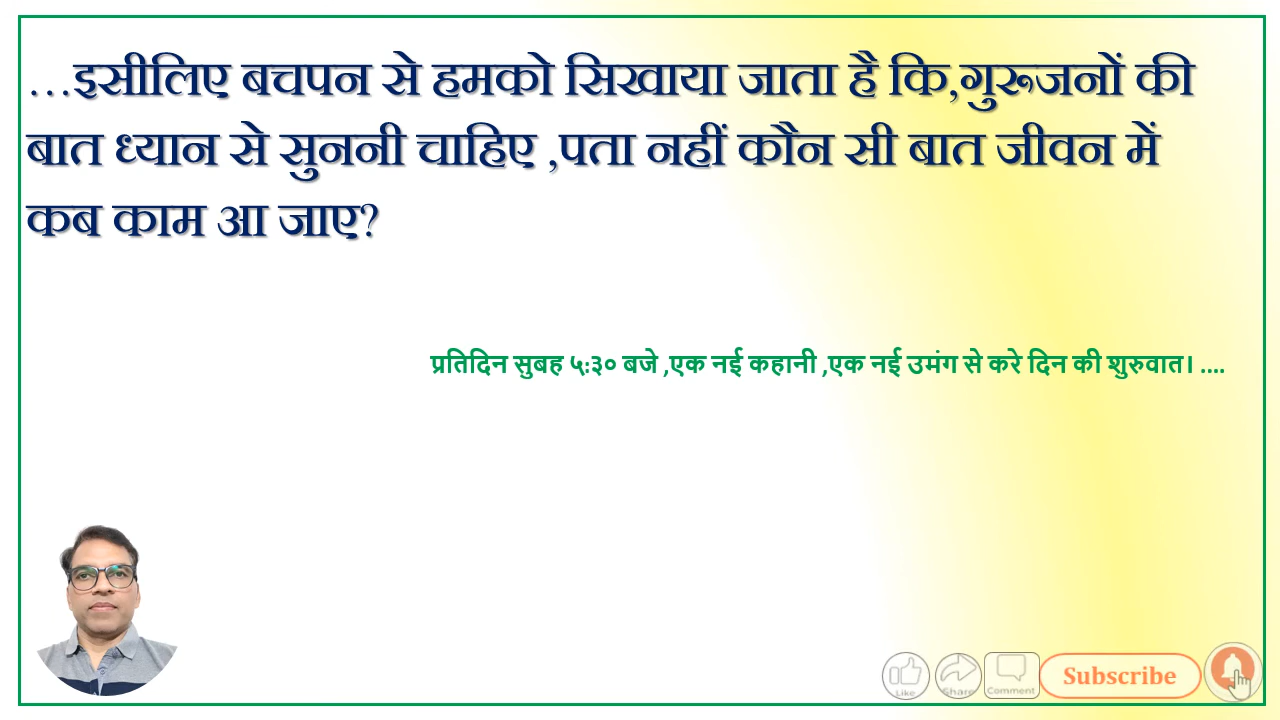 ...इसीलिए बचपन से हमको सिखाया जाता है कि,गुरूजनों की
बात ध्यान से सुननी चाहिए ,पता नहीं कौन सी बात जीवन में
कब काम आ जाए?
प्रतिदिन सुबह ५:३० बजे ,एक नई कहानी ,एक नई उमंग से करे दिन की शुरुवात। ....
Like Share Comment Subscribe